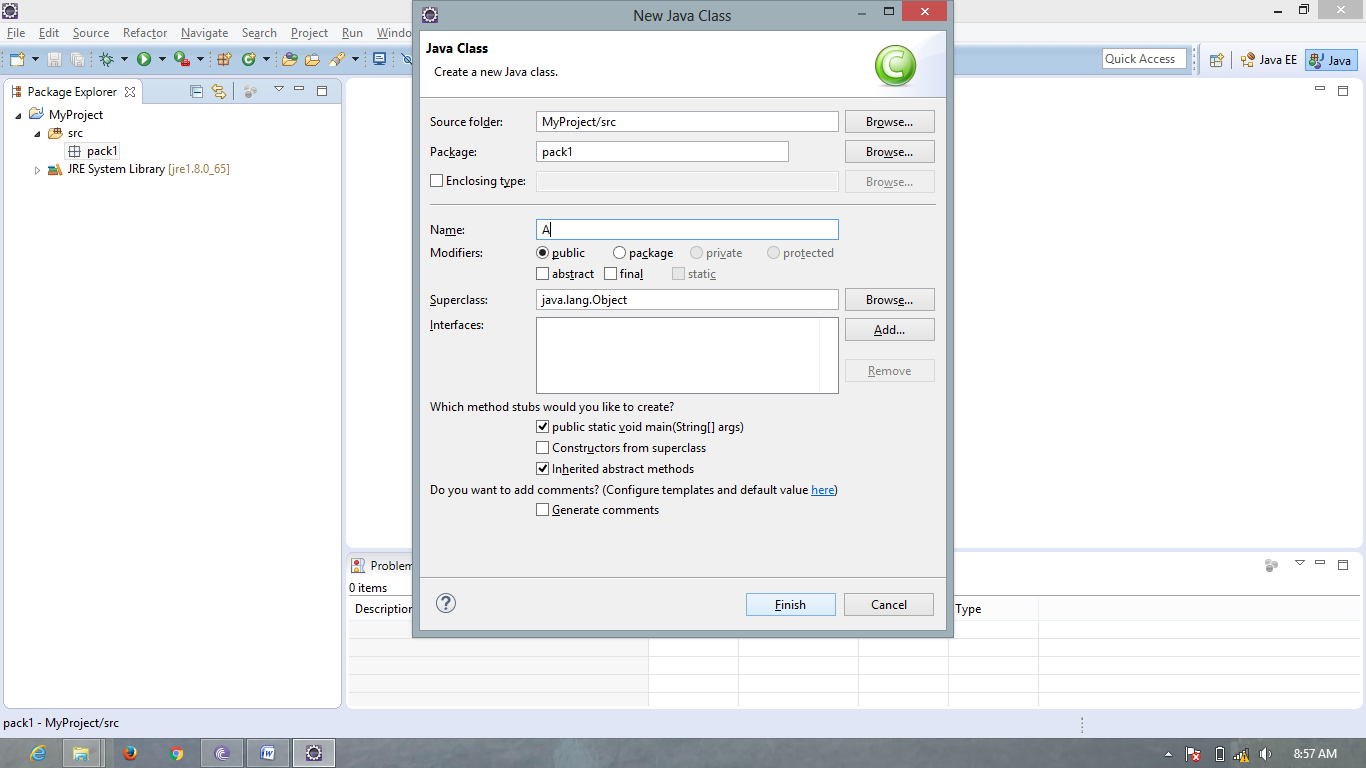 New Java Class
File Edit Source Refactor Navigate Search Project Run
Java Class
Create a new Java class.
Quick Access
Java EE
Java
Package Explorer
MyProject
src
pack1
JRE System Library [jre1.8.0_65]
Source folder: MyProject/src Browse...
Package: pack1 Browse...
Enclosing type: Browse...
Name: A
Modifiers: public package private protected
abstract final static
Superclass: java.lang.Object Browse...
Interfaces: Add...
Remove
Which method stubs would you like to create?
public static void main(String[] args)
Constructors from superclass
Inherited abstract methods
Do you want to add comments? (Configure templates and default value here)
Generate comments
Finish Cancel
0 items
Type
pack1 - MyProject/src
8:57 AM